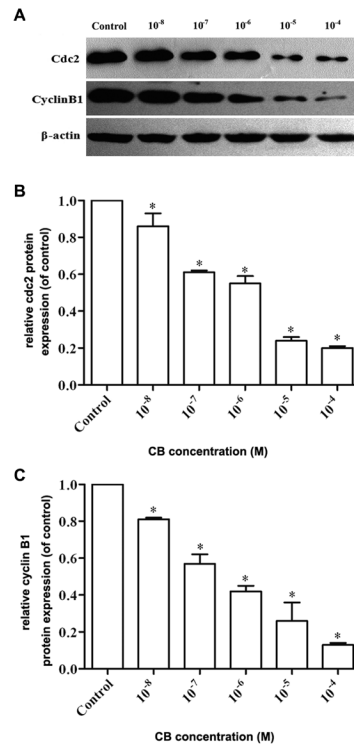 A
Control 10⁻⁸ 10⁻⁷ 10⁻⁶ 10⁻⁵ 10⁻⁴
Cdc2
CyclinB1
β-actin
B
relative cdc2 protein
expression (of control)
1.0
0.8
0.6
0.4
0.2
0.0
* * * * *
Control 10⁻⁸ 10⁻⁷ 10⁻⁶ 10⁻⁵ 10⁻⁴
CB concentration (M)
C
relative cyclin B1
protein expression (of control)
1.0
0.8
0.6
0.4
0.2
0.0
* * * * *
Control 10⁻⁸ 10⁻⁷ 10⁻⁶ 10⁻⁵ 10⁻⁴
CB concentration (M)